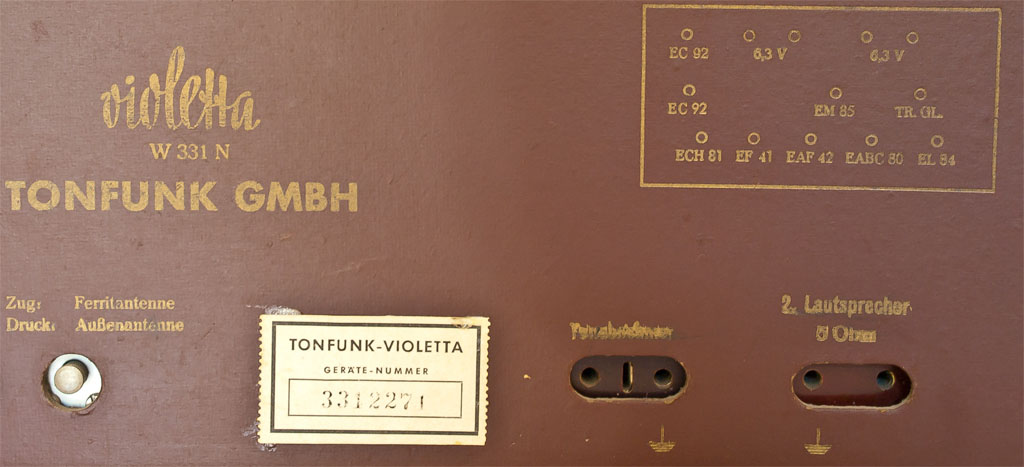 violetta
W 331 N
TONFUNK GMBH
EC 92 6,3 V 6,3 V
EC 92 EM 85 TR. GL.
ECH 81 EF 41 EAF 42 EABC 80 EL 84
Zug: Ferritantenne
Druck: Außenantenne
TONFUNK-VIOLETTA
GERÄTE-NUMMER
3312271
2. Lautsprecher
5 Ohm